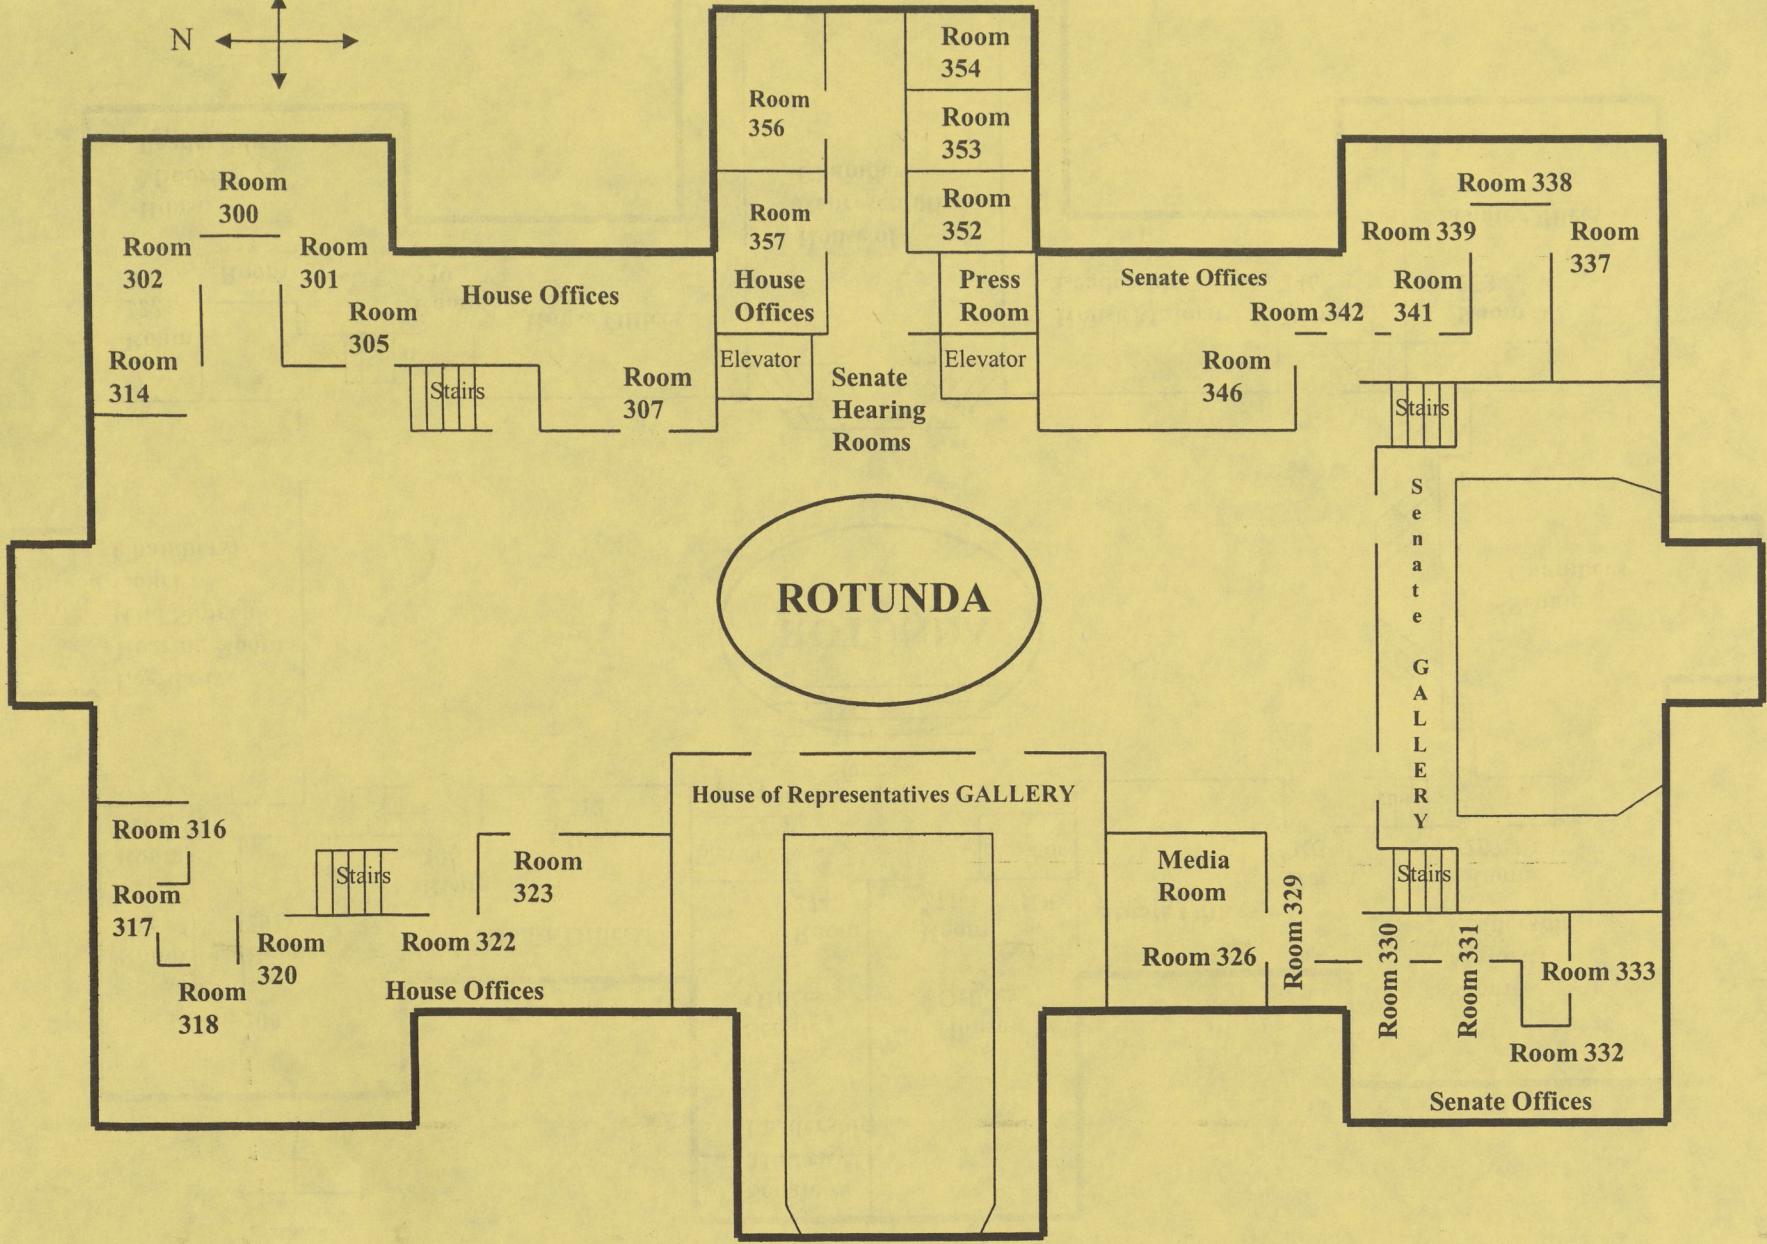 N
Room
354
Room
356
Room
353
Room
352
Room
357
Room
300
Room
302
Room
301
Room
305
Room
314
House Offices
House
Offices
Press
Room
Senate Offices
Room 338
Room 339
Room
337
Room
341
Room 342
Room
346
Stairs
Room
307
Elevator
Elevator
Senate
Hearing
Rooms
Stairs
Senate
GALLERY
ROTUNDA
House of Representatives GALLERY
Room 316
Room
317
Room
318
Room
320
Stairs
Room 322
House Offices
Room
323
Media
Room
Room 326
Room 329
Stairs
Room 330
Room 331
Room 333
Room 332
Senate Offices